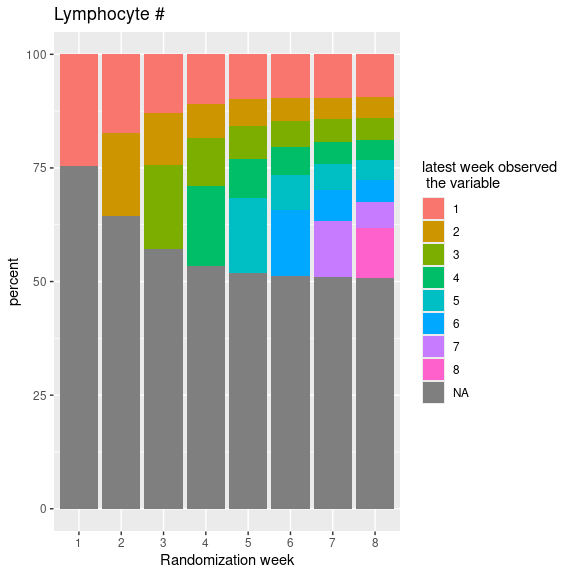 Lymphocyte #
100
75
50
25
0
percent
1 2 3 4 5 6 7 8
Randomization week
latest week observed
the variable
1
2
3
4
5
6
7
8
NA